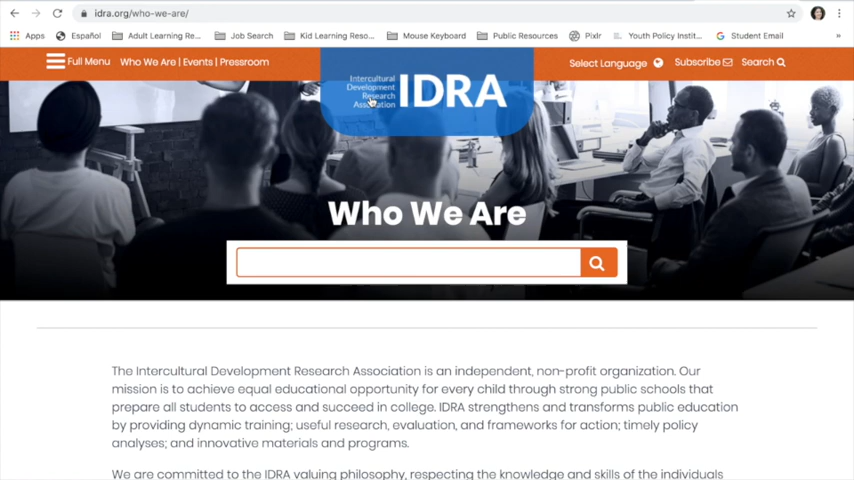 idra.org/who-we-are/
Apps Español Adult Learning Re... Job Search Kid Learning Reso... Mouse Keyboard Public Resources Pixlr Youth Policy Instit... Student Email »
Full Menu Who We Are | Events | Pressroom
Select Language Subscribe Search
Intercultural
Development
Research
Association
IDRA
Who We Are
The Intercultural Development Research Association is an independent, non-profit organization. Our
mission is to achieve equal educational opportunity for every child through strong public schools that
prepare all students to access and succeed in college. IDRA strengthens and transforms public education
by providing dynamic training; useful research, evaluation, and frameworks for action; timely policy
analyses; and innovative materials and programs.
We are committed to the IDRA valuing philosophy, respecting the knowledge and skills of the individuals